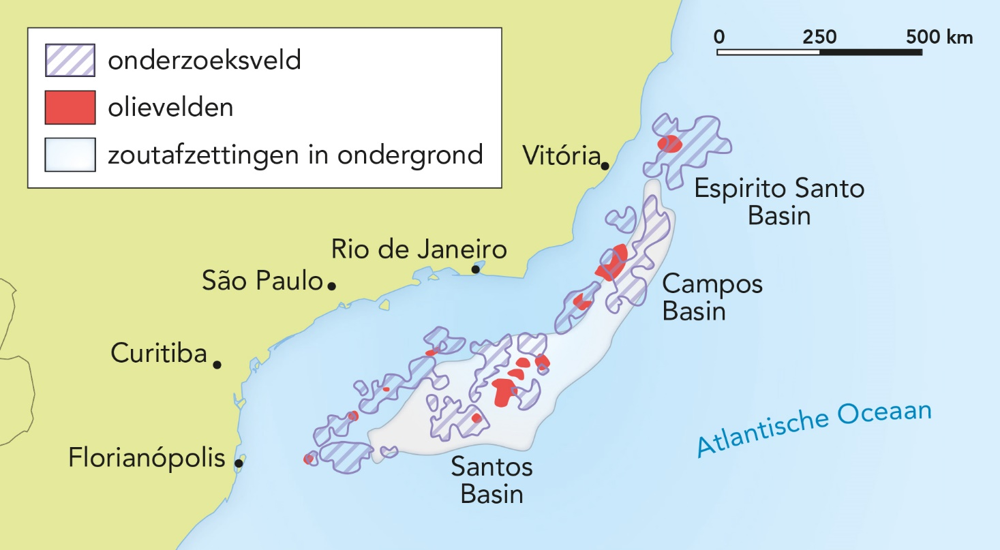 onderzoeksveld
olievelden
zoutafzettingen in ondergrond
0 250 500 km
Vitória
Espirito Santo
Basin
Rio de Janeiro
São Paulo
Campos
Basin
Curitiba
Atlantische Oceaan
Florianópolis
Santos
Basin